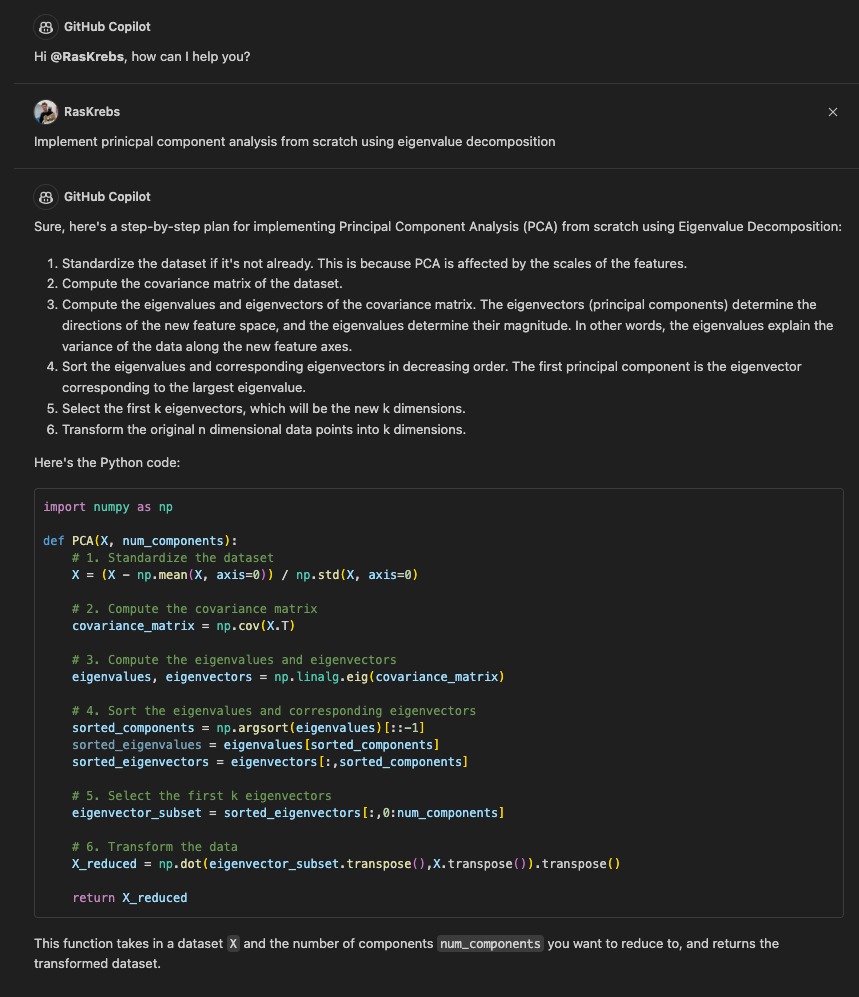 GitHub Copilot
Hi @RasKrebs, how can I help you?
RasKrebs
Implement prinicpal component analysis from scratch using eigenvalue decomposition
GitHub Copilot
Sure, here's a step-by-step plan for implementing Principal Component Analysis (PCA) from scratch using Eigenvalue Decomposition:
1. Standardize the dataset if it's not already. This is because PCA is affected by the scales of the features.
2. Compute the covariance matrix of the dataset.
3. Compute the eigenvalues and eigenvectors of the covariance matrix. The eigenvectors (principal components) determine the
directions of the new feature space, and the eigenvalues determine their magnitude. In other words, the eigenvalues explain the
variance of the data along the new feature axes.
4. Sort the eigenvalues and corresponding eigenvectors in decreasing order. The first principal component is the eigenvector
corresponding to the largest eigenvalue.
5. Select the first k eigenvectors, which will be the new k dimensions.
6. Transform the original n dimensional data points into k dimensions.
Here's the Python code:
import numpy as np
def PCA(X, num_components):
    # 1. Standardize the dataset
    X = (X - np.mean(X, axis=0)) / np.std(X, axis=0)
    # 2. Compute the covariance matrix
    covariance_matrix = np.cov(X.T)
    # 3. Compute the eigenvalues and eigenvectors
    eigenvalues, eigenvectors = np.linalg.eig(covariance_matrix)
    # 4. Sort the eigenvalues and corresponding eigenvectors
    sorted_components = np.argsort(eigenvalues)[::-1]
    sorted_eigenvalues = eigenvalues[sorted_components]
    sorted_eigenvectors = eigenvectors[:,sorted_components]
    # 5. Select the first k eigenvectors
    eigenvector_subset = sorted_eigenvectors[:,0:num_components]
    # 6. Transform the data
    X_reduced = np.dot(eigenvector_subset.transpose(),X.transpose()).transpose()
    return X_reduced
This function takes in a dataset X and the number of components num_components you want to reduce to, and returns the
transformed dataset.